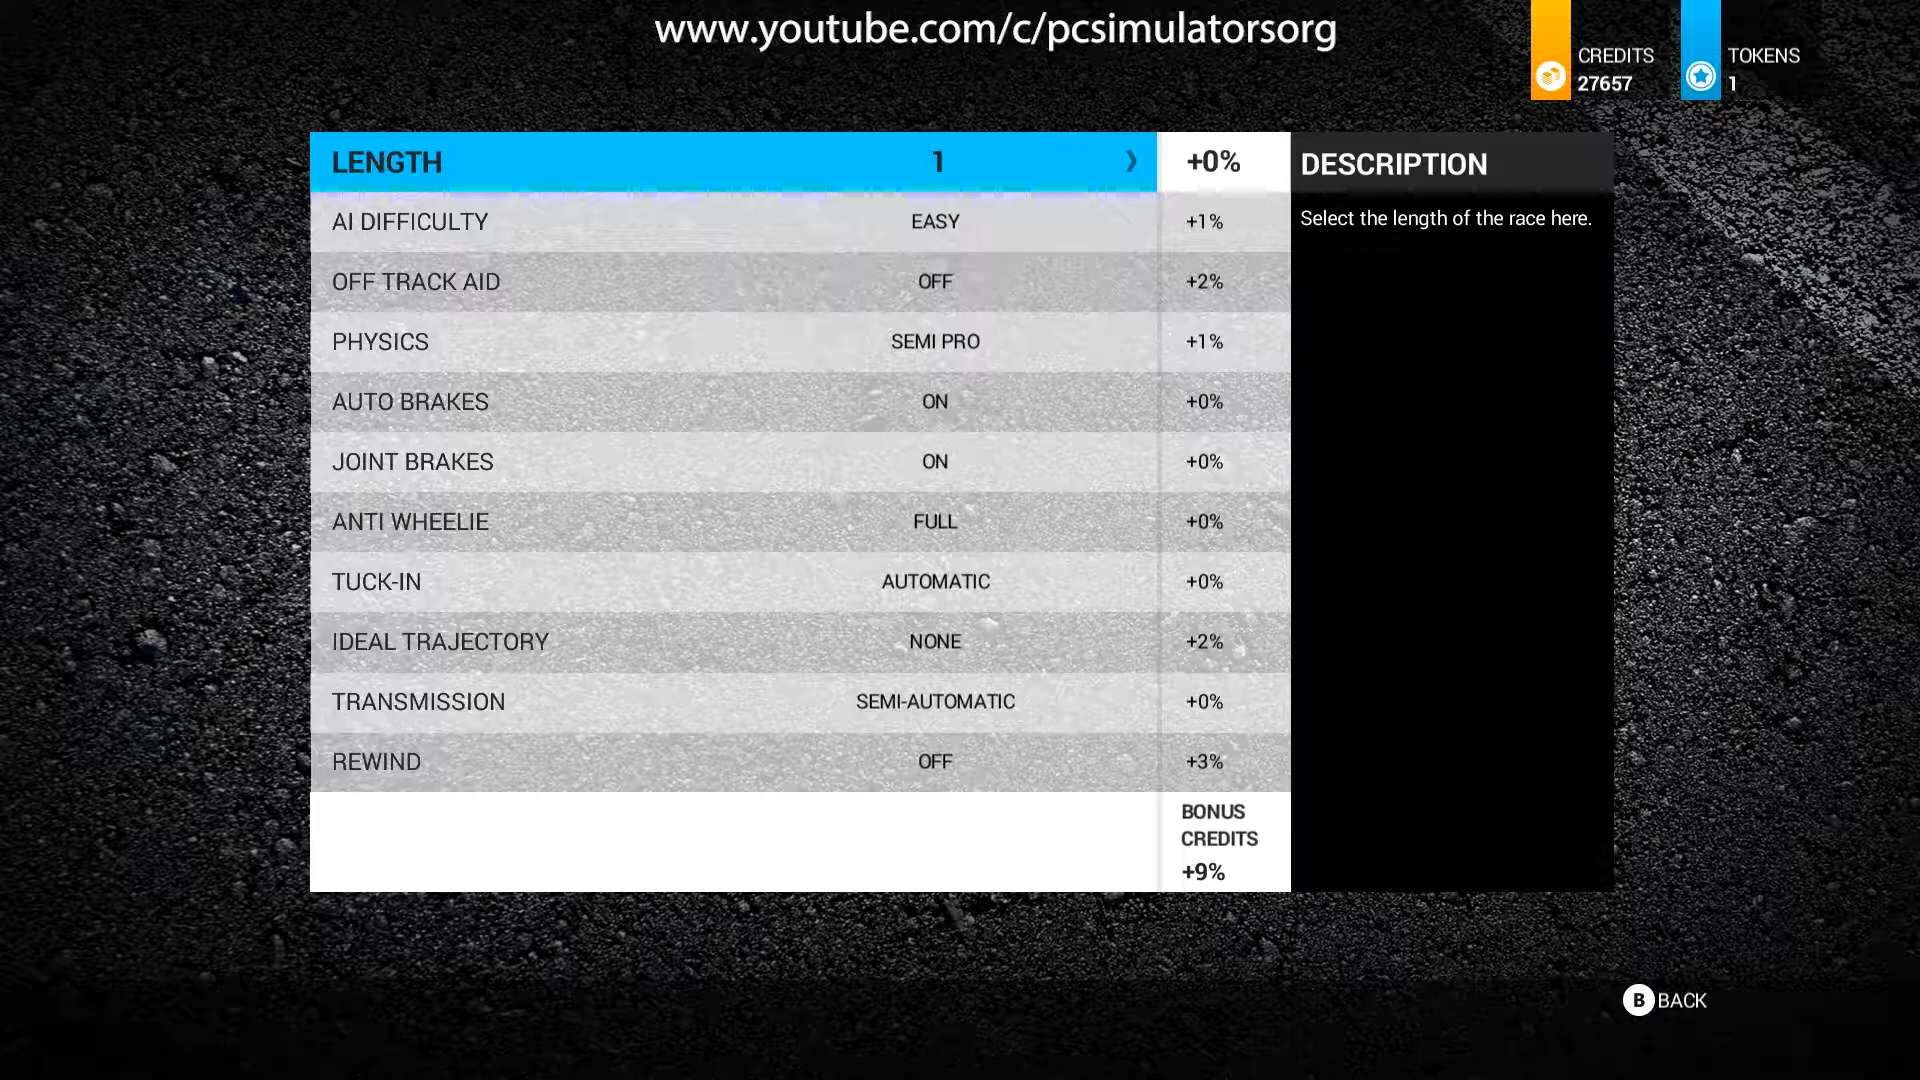 www.youtube.com/c/pcsimulatorsorg
CREDITS
27657
TOKENS
1
LENGTH 1 +0%
AI DIFFICULTY EASY +1%
OFF TRACK AID OFF +2%
PHYSICS SEMI PRO +1%
AUTO BRAKES ON +0%
JOINT BRAKES ON +0%
ANTI WHEELIE FULL +0%
TUCK-IN AUTOMATIC +0%
IDEAL TRAJECTORY NONE +2%
TRANSMISSION SEMI-AUTOMATIC +0%
REWIND OFF +3%
BONUS
CREDITS
+9%
DESCRIPTION
Select the length of the race here.
B BACK